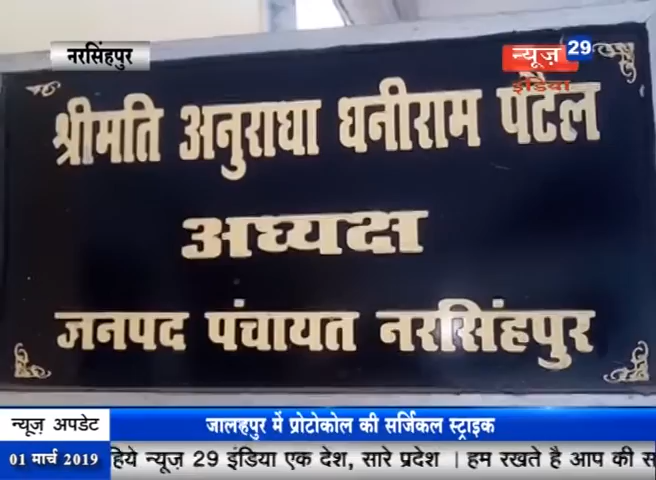 नरसिंहपुर
न्यूज़ 29
इंडिया
श्रीमति अनुराधा धनीराम पटैल
अध्यक्ष
जनपद पंचायत नरसिंहपुर
न्यूज़ अपडेट
जालहपुर में प्रोटोकोल की सर्जिकल स्ट्राइक
01 मार्च 2019
हिये न्यूज़ 29 इंडिया एक देश, सारे प्रदेश । हम रखते है आप की